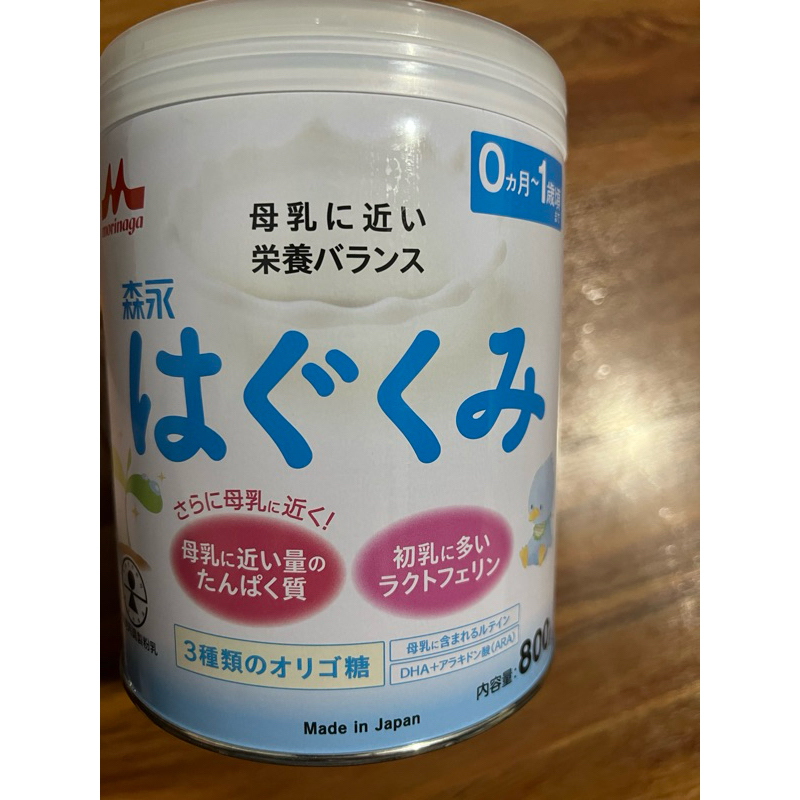 morinaga
0ヵ月~1歳頃
まで
母乳に近い
栄養バランス
森永
はぐくみ
さらに母乳に近く!
母乳に近い量の
たんぱく質
初乳に多い
ラクトフェリン
3種類のオリゴ糖
母乳に含まれるルテイン
DHA+アラキドン酸(ARA)
内容量:800
Made in Japan